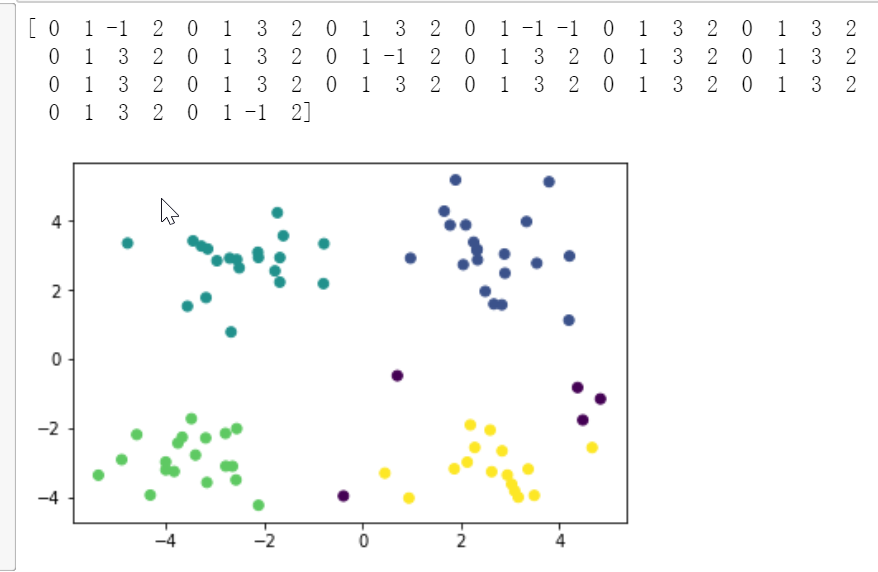 [ 0 1 -1 2 0 1 3 2 0 1 3 2 0 1 -1 -1 0 1 3 2 0 1 3 2
0 1 3 2 0 1 3 2 0 1 -1 2 0 1 3 2 0 1 3 2 0 1 3 2
0 1 3 2 0 1 3 2 0 1 3 2 0 1 3 2 0 1 3 2 0 1 3 2
0 1 3 2 0 1 -1 2]
4
2
0
−2
−4
−4 −2 0 2 4